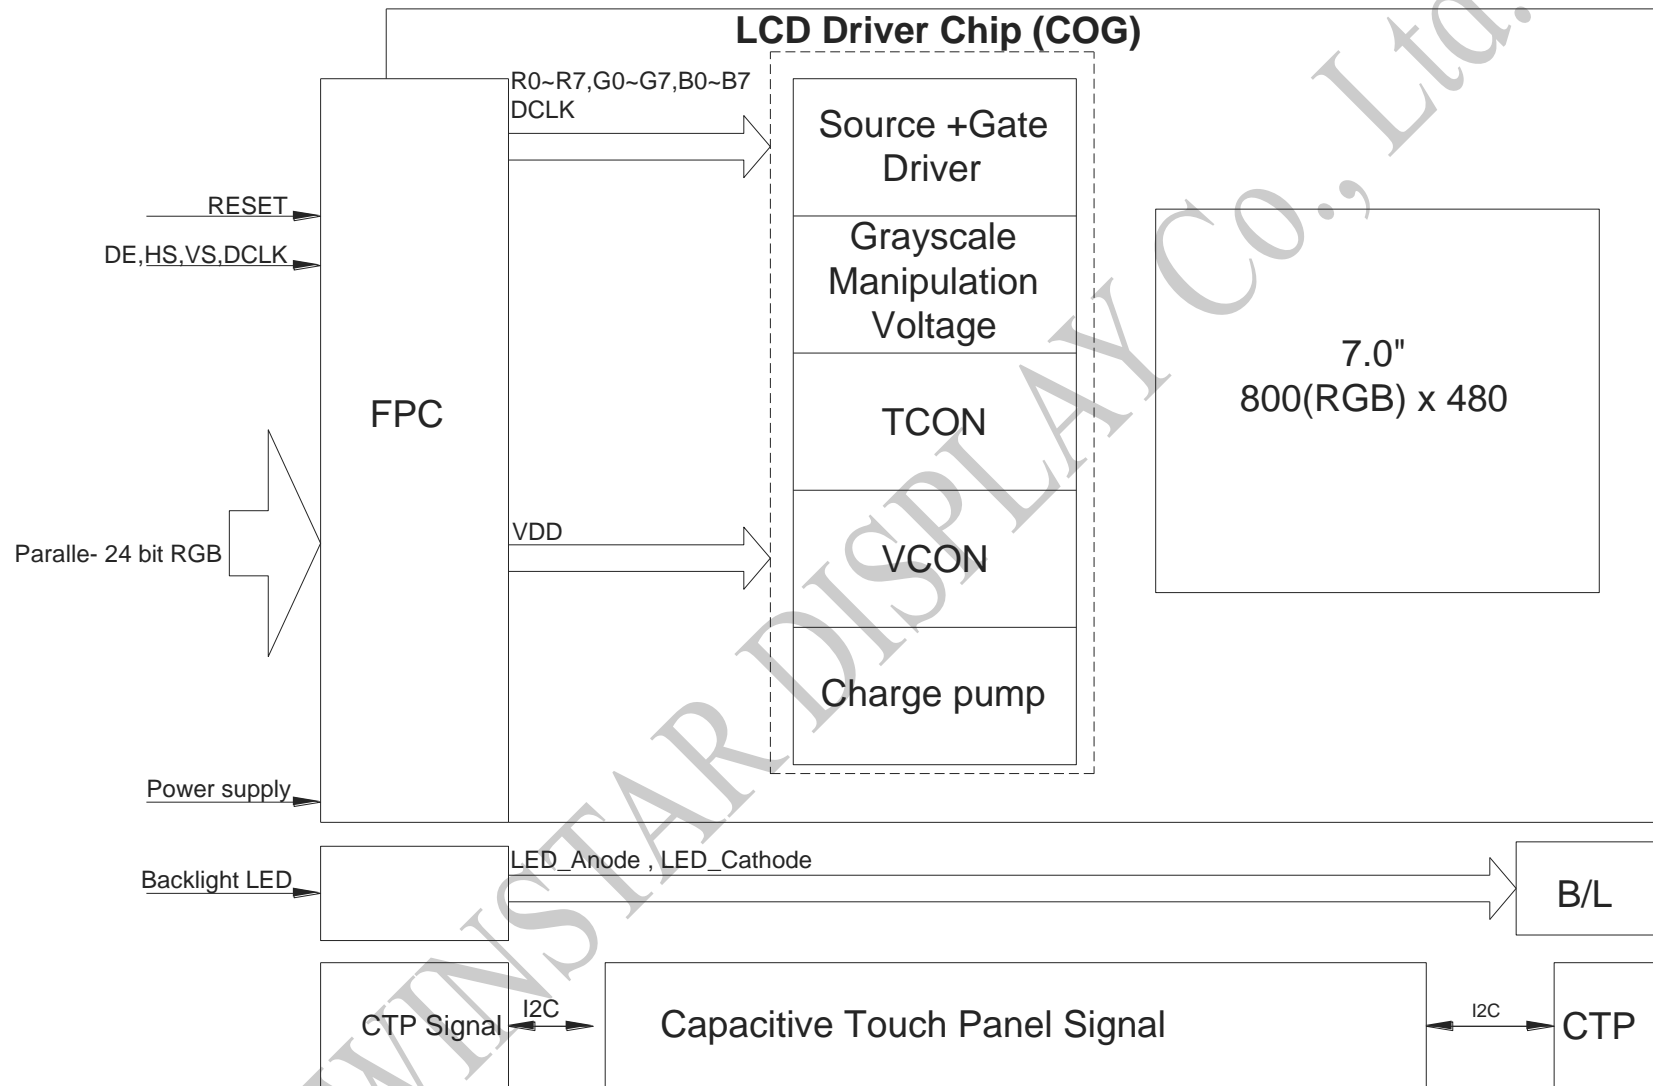 LCD Driver Chip (COG)
R0~R7,G0~G7,B0~B7
DCLK
Source +Gate
Driver
RESET
DE,HS,VS,DCLK
Grayscale
Manipulation
Voltage
7.0"
800(RGB) x 480
FPC
TCON
Paralle- 24 bit RGB
VDD
VCON
Charge pump
Power supply
Backlight LED
LED_Anode , LED_Cathode
B/L
CTP Signal
I2C
Capacitive Touch Panel Signal
I2C
CTP
WINSTAR DISPLAY Co., Ltd.